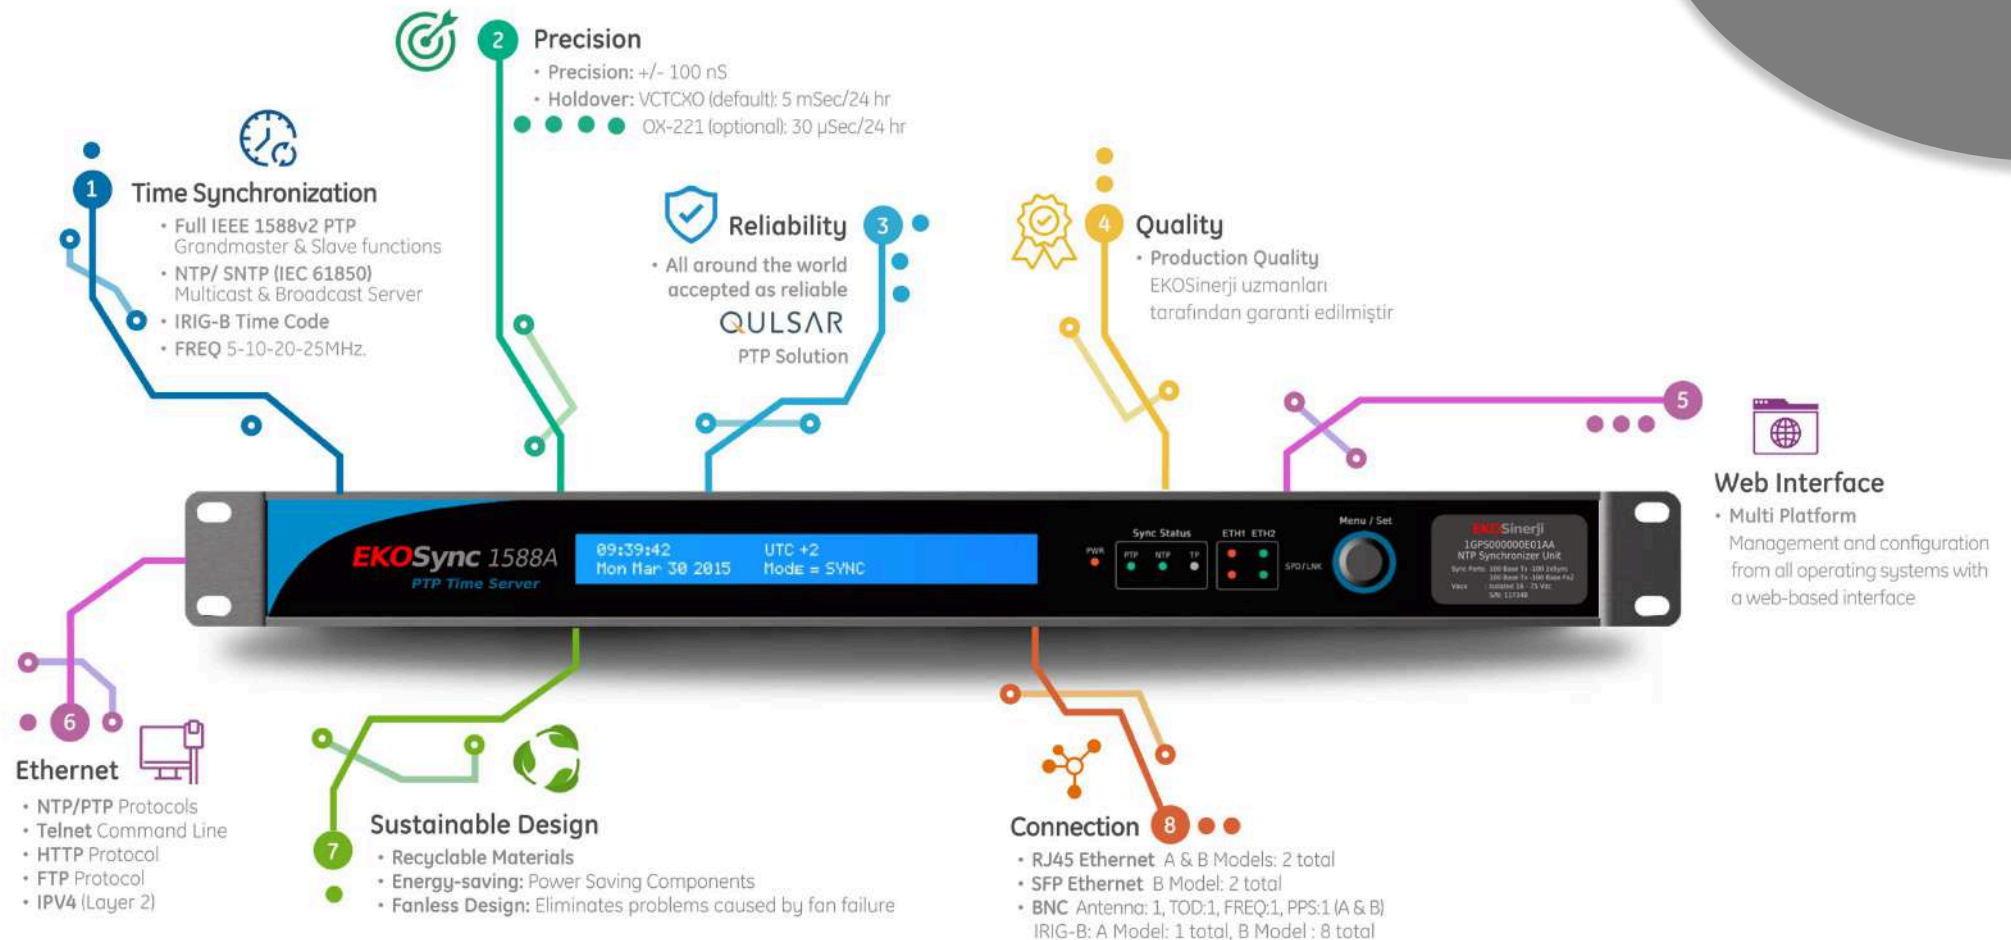 2
Precision
• Precision: +/- 100 nS
• Holdover: VCTCXO (default): 5 mSec/24 hr
OX-221 (optional): 30 µSec/24 hr
1
Time Synchronization
• Full IEEE 1588v2 PTP
Grandmaster & Slave functions
• NTP/ SNTP (IEC 61850)
Multicast & Broadcast Server
• IRIG-B Time Code
• FREQ 5-10-20-25MHz.
Reliability
3
• All around the world
accepted as reliable
QULSAR
PTP Solution
4
Quality
• Production Quality
EKOSinerji uzmanları
tarafından garanti edilmiştir
5
Web Interface
• Multi Platform
Management and configuration
from all operating systems with
a web-based interface
EKOSync 1588A
PTP Time Server
09:39:42 UTC +2
Mon Mar 30 2015 Mode = SYNC
PWR
Sync Status
PTP NTP TP
ETH1 ETH2
SPD/LNK
Menu / Set
EKOSinerji
1GPS000000E01AA
NTP Synchronizer Unit
6
Ethernet
• NTP/PTP Protocols
• Telnet Command Line
• HTTP Protocol
• FTP Protocol
• IPV4 (Layer 2)
7
Sustainable Design
• Recyclable Materials
• Energy-saving: Power Saving Components
• Fanless Design: Eliminates problems caused by fan failure
Connection
8
• RJ45 Ethernet A & B Models: 2 total
• SFP Ethernet B Model: 2 total
• BNC Antenna: 1, TOD:1, FREQ:1, PPS:1 (A & B)
IRIG-B: A Model: 1 total, B Model : 8 total